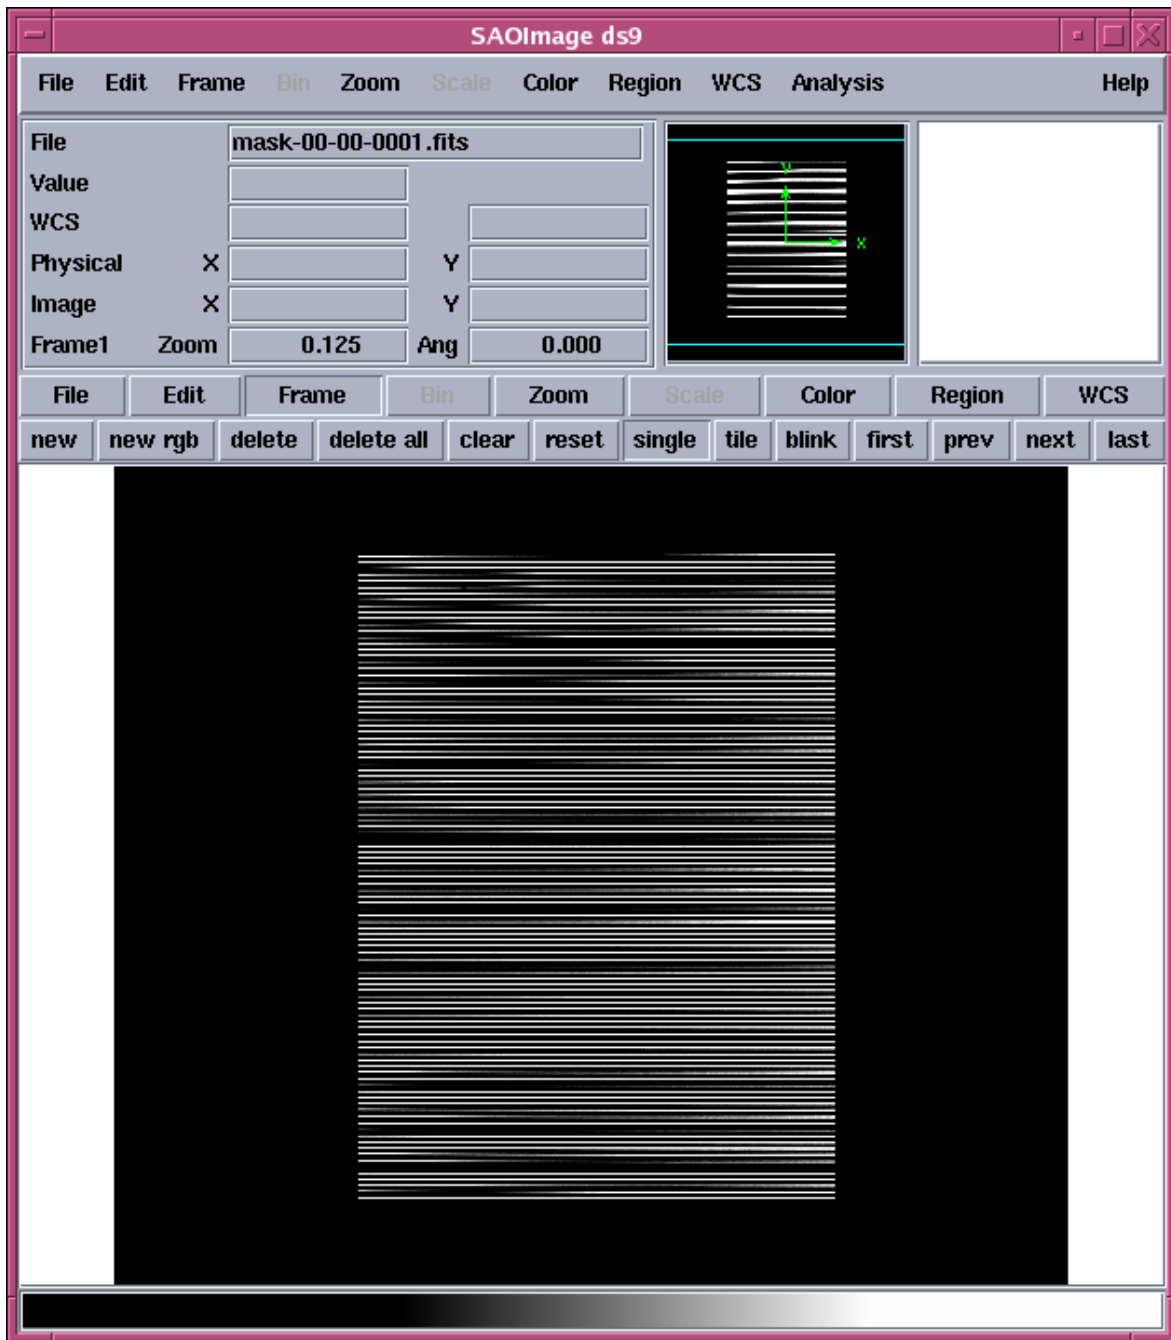 SAOImage ds9
File Edit Frame Bin Zoom Scale Color Region WCS Analysis Help
File mask-00-00-0001.fits
Value
WCS
Physical X Y
Image X Y
Frame1 Zoom 0.125 Ang 0.000
Y
X
File Edit Frame Bin Zoom Scale Color Region WCS
new new rgb delete delete all clear reset single tile blink first prev next last